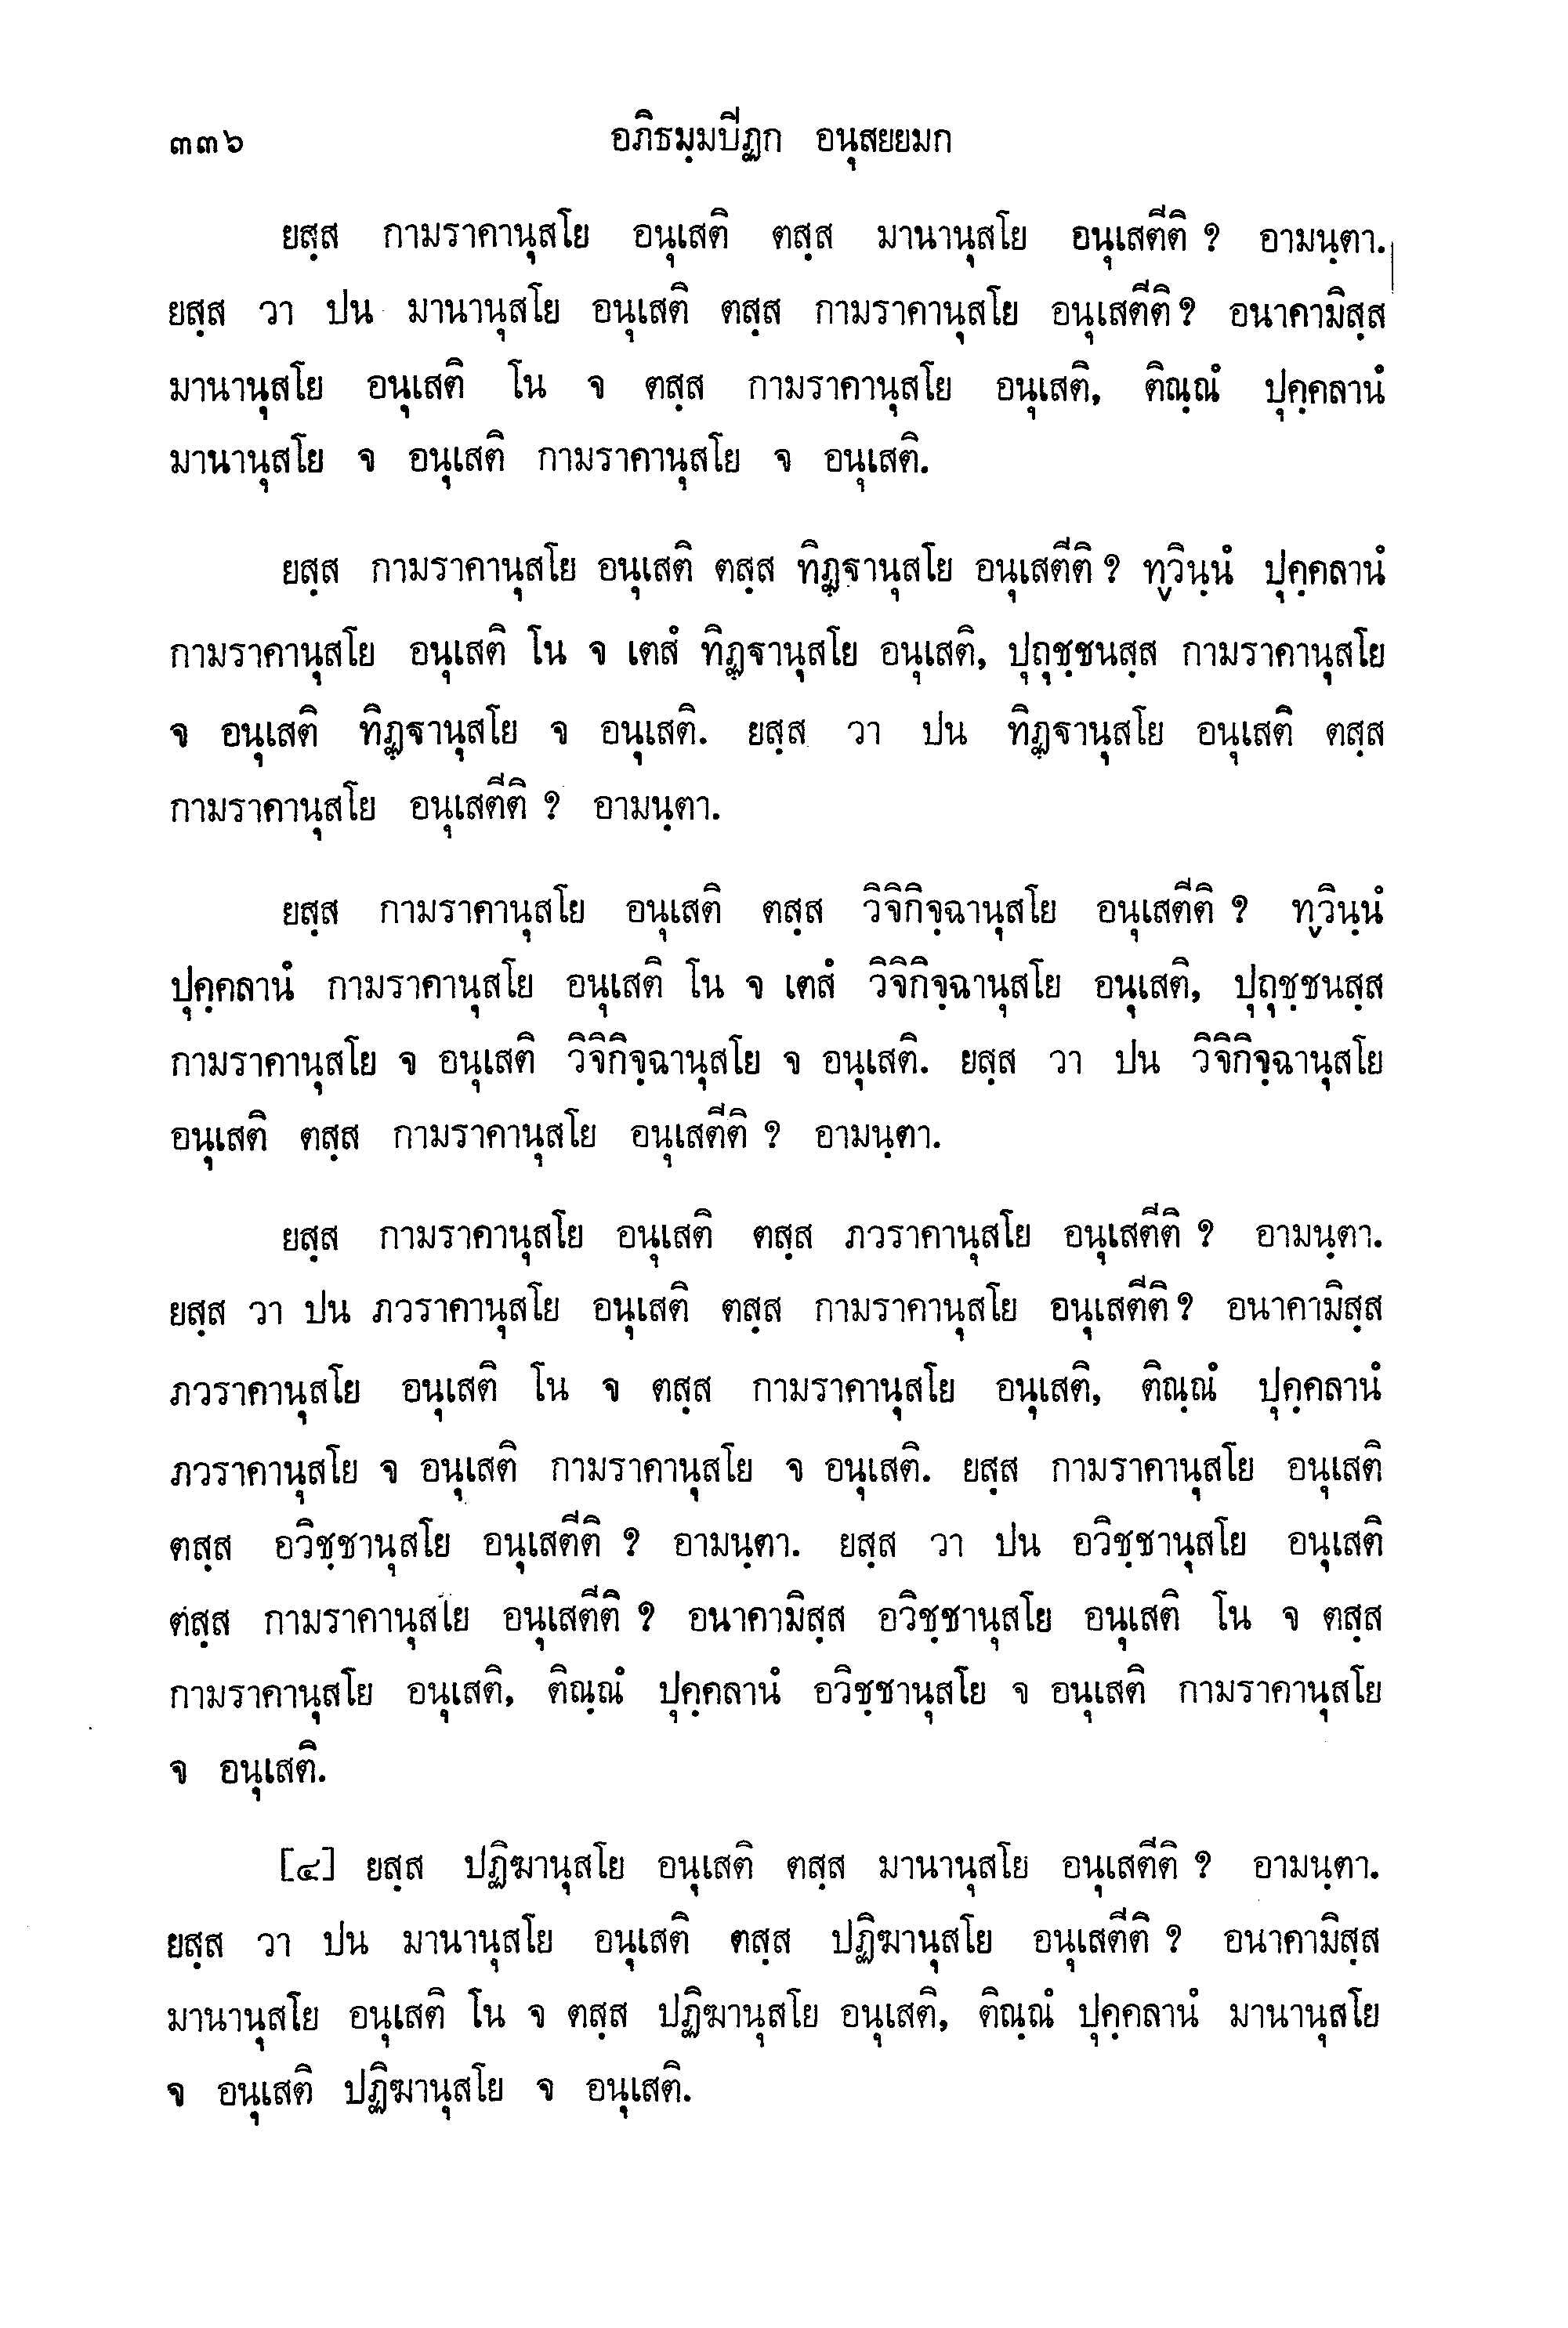 ๓๓๖ อภิธมฺมปีฏก อนุสยยมก
ยสฺส กามราคานุสโย อนุเสติ ตสฺส มานานุสโย อนุเสตีติ ? อามนฺตา.
ยสฺส วา ปน มานานุสโย อนุเสติ ตสฺส กามราคานุสโย อนุเสตีติ ? อนาคามิสฺส
มานานุสโย อนุเสติ โน จ ตสฺส กามราคานุสโย อนุเสติ, ติณฺณํ ปุคฺคลานํ
มานานุสโย จ อนุเสติ กามราคานุสโย จ อนุเสติ.
ยสฺส กามราคานุสโย อนุเสติ ตสฺส ทิฏฺฐานุสโย อนุเสตีติ ? ทฺวินฺนํ ปุคฺคลานํ
กามราคานุสโย อนุเสติ โน จ เตสํ ทิฏฺฐานุสโย อนุเสติ, ปุถุชฺชนสฺส กามราคานุสโย
จ อนุเสติ ทิฏฺฐานุสโย จ อนุเสติ. ยสฺส วา ปน ทิฏฺฐานุสโย อนุเสติ ตสฺส
กามราคานุสโย อนุเสตีติ ? อามนฺตา.
ยสฺส กามราคานุสโย อนุเสติ ตสฺส วิจิกิจฺฉานุสโย อนุเสตีติ ? ทฺวินฺนํ
ปุคฺคลานํ กามราคานุสโย อนุเสติ โน จ เตสํ วิจิกิจฺฉานุสโย อนุเสติ, ปุถุชฺชนสฺส
กามราคานุสโย จ อนุเสติ วิจิกิจฺฉานุสโย จ อนุเสติ. ยสฺส วา ปน วิจิกิจฺฉานุสโย
อนุเสติ ตสฺส กามราคานุสโย อนุเสตีติ ? อามนฺตา.
ยสฺส กามราคานุสโย อนุเสติ ตสฺส ภวราคานุสโย อนุเสตีติ ? อามนฺตา.
ยสฺส วา ปน ภวราคานุสโย อนุเสติ ตสฺส กามราคานุสโย อนุเสตีติ ? อนาคามิสฺส
ภวราคานุสโย อนุเสติ โน จ ตสฺส กามราคานุสโย อนุเสติ, ติณฺณํ ปุคฺคลานํ
ภวราคานุสโย จ อนุเสติ กามราคานุสโย จ อนุเสติ. ยสฺส กามราคานุสโย อนุเสติ
ตสฺส อวิชฺชานุสโย อนุเสตีติ ? อามนฺตา. ยสฺส วา ปน อวิชฺชานุสโย อนุเสติ
ตสฺส กามราคานุสโย อนุเสตีติ ? อนาคามิสฺส อวิชฺชานุสโย อนุเสติ โน จ ตสฺส
กามราคานุสโย อนุเสติ, ติณฺณํ ปุคฺคลานํ อวิชฺชานุสโย จ อนุเสติ กามราคานุสโย
จ อนุเสติ.
[๔] ยสฺส ปฏิฆานุสโย อนุเสติ ตสฺส มานานุสโย อนุเสตีติ ? อามนฺตา.
ยสฺส วา ปน มานานุสโย อนุเสติ ตสฺส ปฏิฆานุสโย อนุเสตีติ ? อนาคามิสฺส
มานานุสโย อนุเสติ โน จ ตสฺส ปฏิฆานุสโย อนุเสติ, ติณฺณํ ปุคฺคลานํ มานานุสโย
จ อนุเสติ ปฏิฆานุสโย จ อนุเสติ.